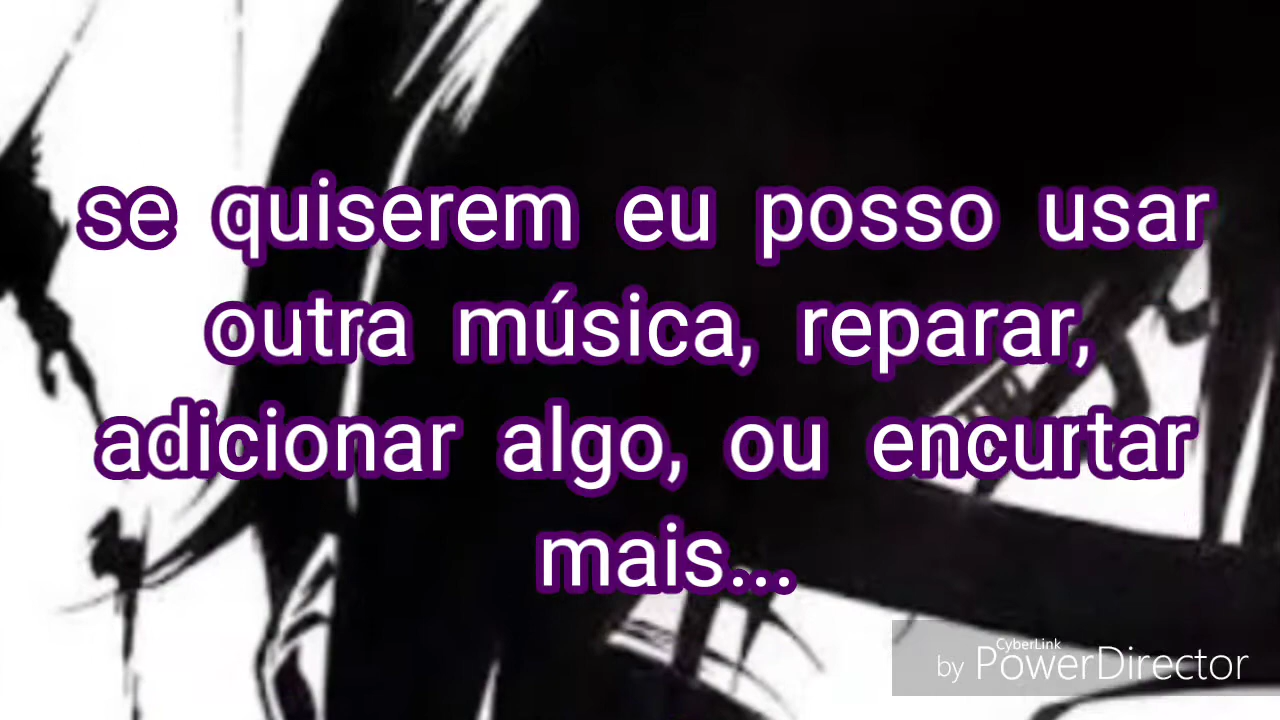 se quiserem eu posso usar
outra música, reparar,
adicionar algo, ou encurtar
mais...
CyberLink
by PowerDirector